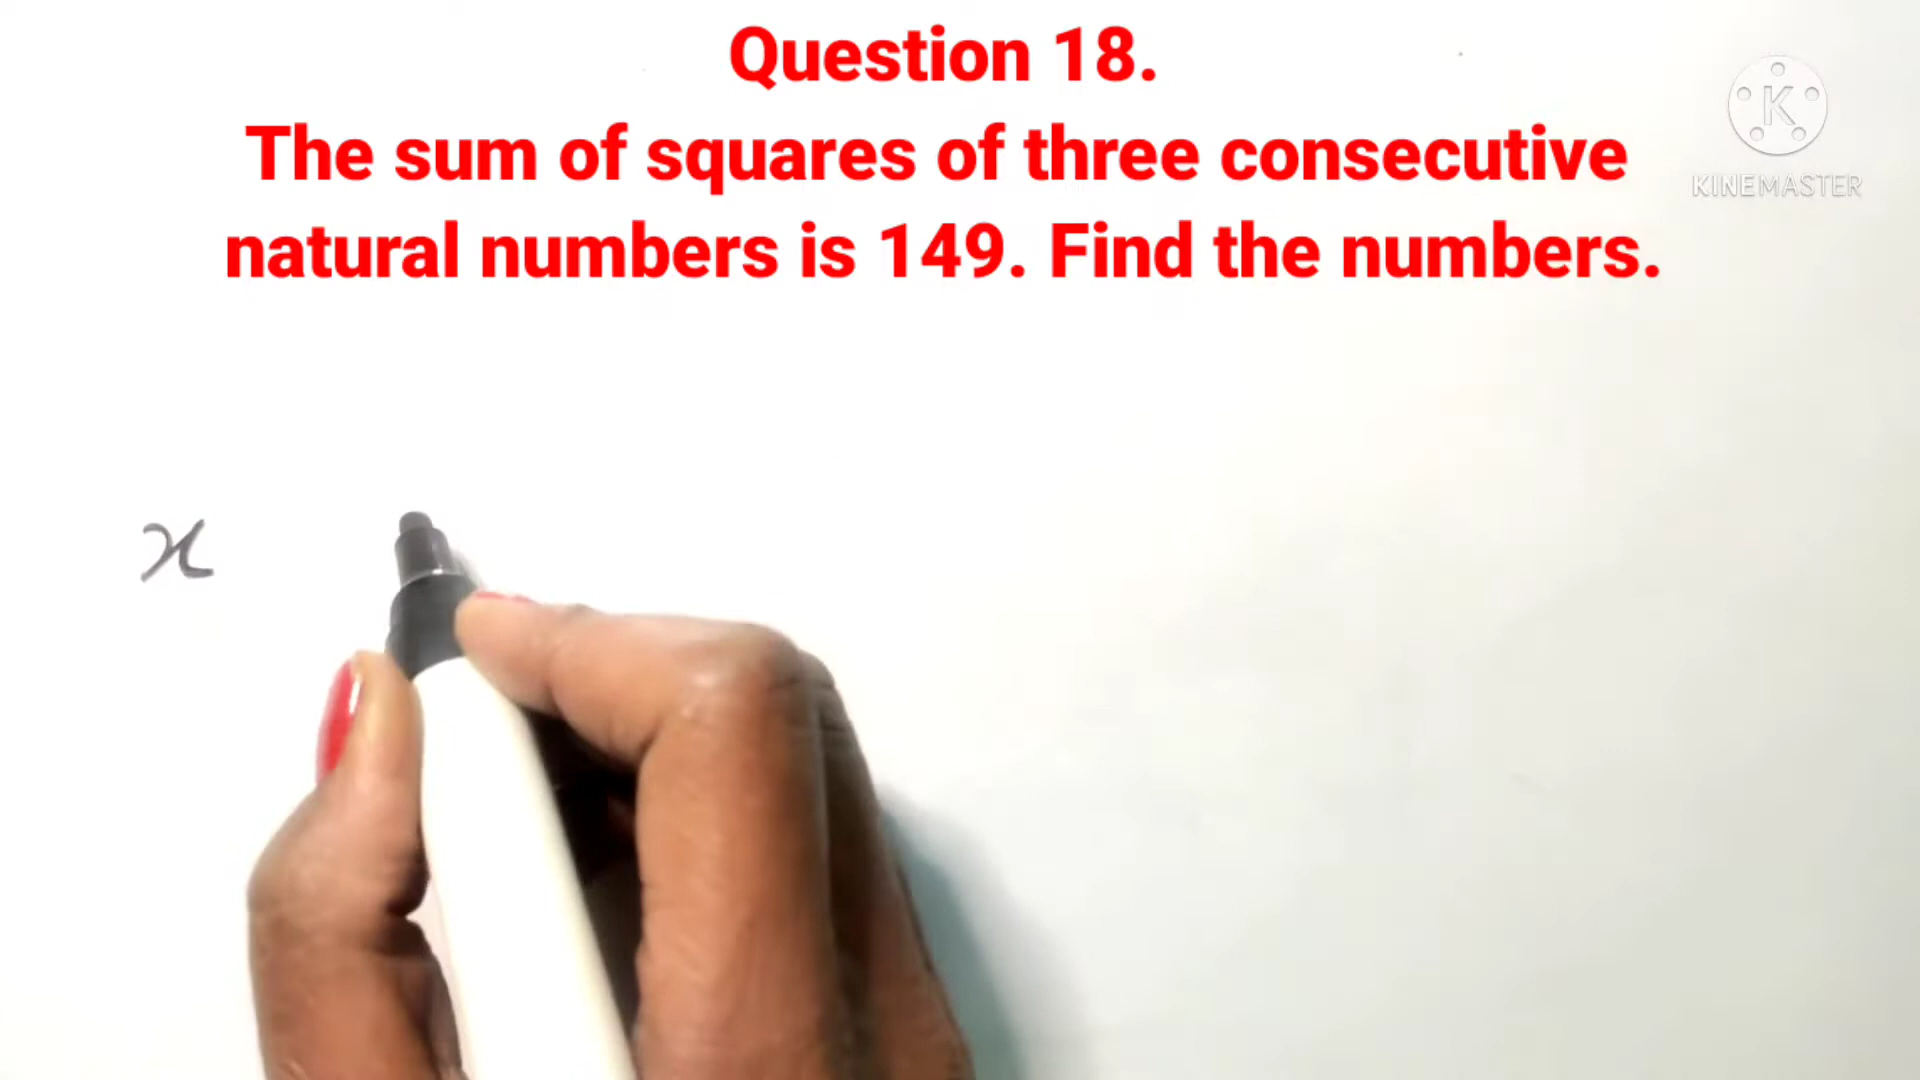 Question 18.
The sum of squares of three consecutive
natural numbers is 149. Find the numbers.
K
KINEMASTER
x